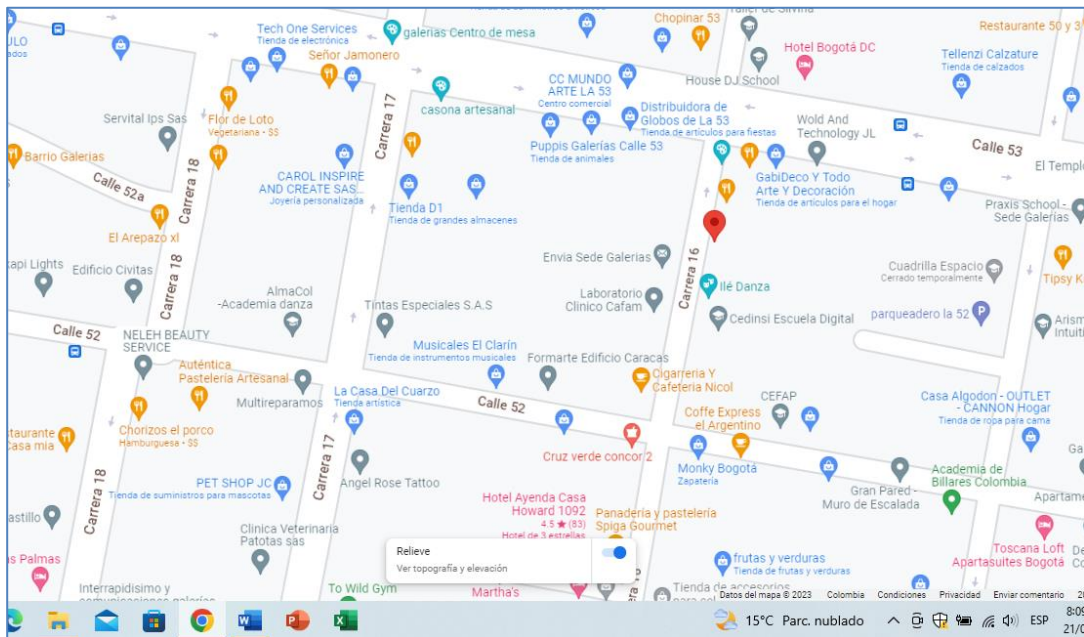 Tech One Services
Tienda de electrónica
galerias Centro de mesa
Chopinar 53
Restaurante 50 y 3
Señor Jamonero
Hotel Bogotá DC
Tellenzi Calzature
Tienda de calzados
CC MUNDO
ARTE LA 53
Centro comercial
House DJ School
casona artesanal
Carrera 17
Servital Ips Sas
Flor de Loto
Vegetariana • $$
Distribuidora de
Globos de La 53
Tienda de artículos para fiestas
Wold And
Technology JL
Calle 53
Puppis Galerías Calle 53
Tienda de animales
Barrio Galerias
Calle 52a
Carrera 18
CAROL INSPIRE
AND CREATE SAS...
Joyería personalizada
GabiDeco Y Todo
Arte Y Decoración
Tienda de artículos para el hogar
El Templo
Tienda D1
Tienda de grandes almacenes
Praxis School -
Sede Galerías
El Arepazo xl
Envia Sede Galerias
Carrera 16
Cuadrilla Espacio
Cerrado temporalmente
Tipsy K
kapi Lights
Edificio Civitas
Carrera 18
AlmaCol
-Academia danza
Tintas Especiales S.A.S
Laboratorio
Clinico Cafam
Ilé Danza
Cedinsi Escuela Digital
parqueadero la 52
P
Arism
Intuiti
Calle 52
NELEH BEAUTY
SERVICE
Musicales El Clarín
Tienda de instrumentos musicales
Formarte Edificio Caracas
Auténtica
Pastelería Artesanal
Multireparamos
La Casa Del Cuarzo
Tienda artística
Calle 52
Cigarreria Y
Cafeteria Nicol
CEFAP
Coffe Express
el Argentino
Casa Algodon - OUTLET
- CANNON Hogar
Tienda de ropa para cama
Chorizos el porco
Hamburguesa • $$
staurante
Casa mia
Cruz verde concor 2
Monky Bogotá
Zapatería
Carrera 18
Carrera 17
PET SHOP JC
Tienda de suministros para mascotas
Angel Rose Tattoo
Gran Pared -
Muro de Escalada
Academia de
Billares Colombia
Apartame
Hotel Ayenda Casa
Howard 1092
4.5 ★ (83)
Hotel de 3 estrellas
Panadería y pastelería
Spiga Gourmet
astillo
Clinica Veterinaria
Patotas sas
Toscana Loft
Apartasuites Bogotá
Relieve
Ver topografía y elevación
frutas y verduras
Tienda de frutas y verduras
as Palmas
Interrapidisimo y
To Wild Gym
Martha's
Tienda de accesorios
Datos del mapa © 2023
Colombia
Condiciones
Privacidad
Enviar comentario
15°C Parc. nublado
ESP
8:09
21/0